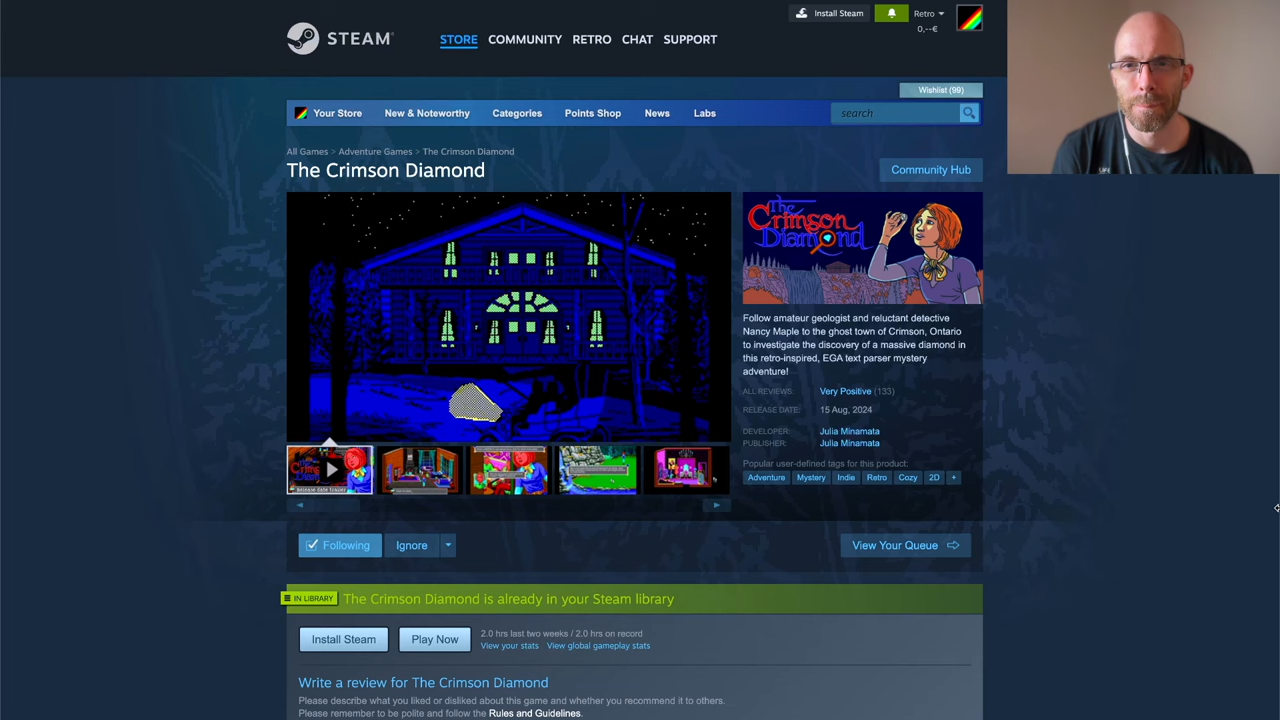 Install Steam
Retro
0,--€
STEAM
STORE COMMUNITY RETRO CHAT SUPPORT
Wishlist (99)
Your Store New & Noteworthy Categories Points Shop News Labs search
All Games > Adventure Games > The Crimson Diamond
The Crimson Diamond
Community Hub
The
Crimson
Diamond
Follow amateur geologist and reluctant detective
Nancy Maple to the ghost town of Crimson, Ontario
to investigate the discovery of a massive diamond in
this retro-inspired, EGA text parser mystery
adventure!
ALL REVIEWS: Very Positive (133)
RELEASE DATE: 15 Aug, 2024
DEVELOPER: Julia Minamata
PUBLISHER: Julia Minamata
Popular user-defined tags for this product:
Adventure Mystery Indie Retro Cozy 2D +
Following Ignore View Your Queue
IN LIBRARY The Crimson Diamond is already in your Steam library
Install Steam Play Now
2.0 hrs last two weeks / 2.0 hrs on record
View your stats View global gameplay stats
Write a review for The Crimson Diamond
Please describe what you liked or disliked about this game and whether you recommend it to others.
Please remember to be polite and follow the Rules and Guidelines.